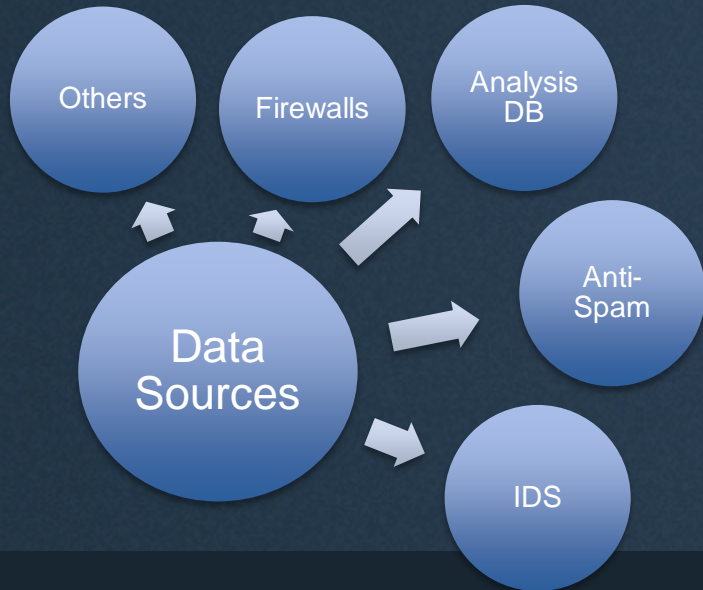 Others
Firewalls
Analysis
DB
Anti-
Spam
Data
Sources
IDS